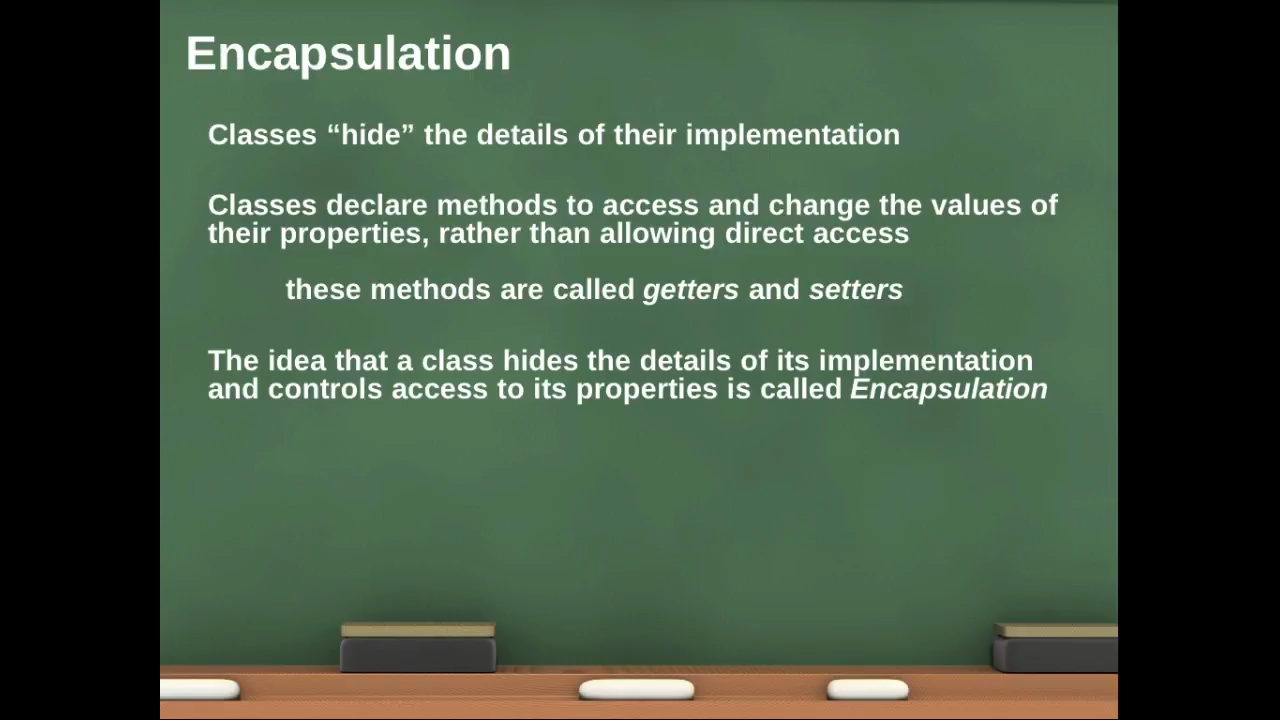 Encapsulation
Classes “hide” the details of their implementation
Classes declare methods to access and change the values of
their properties, rather than allowing direct access
these methods are called getters and setters
The idea that a class hides the details of its implementation
and controls access to its properties is called Encapsulation